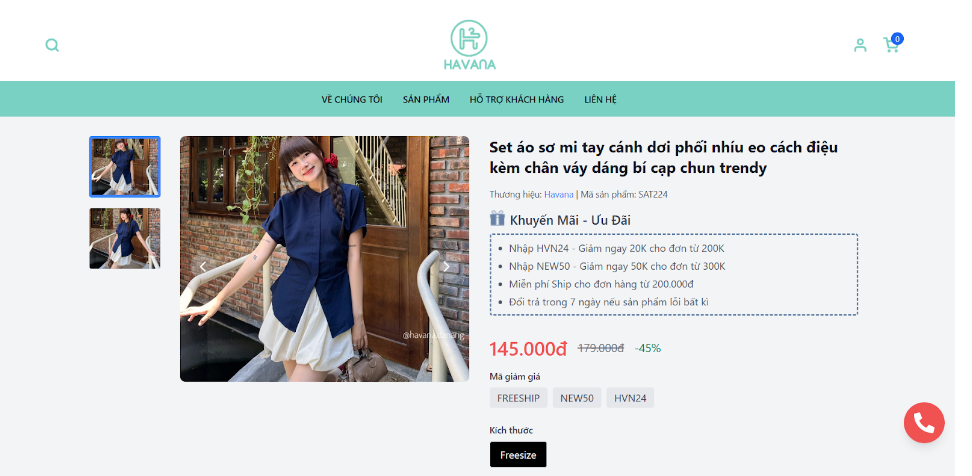 HAVANA
0
VỀ CHÚNG TÔI SẢN PHẨM HỖ TRỢ KHÁCH HÀNG LIÊN HỆ
Set áo sơ mi tay cánh dơi phối nhíu eo cách điệu
kèm chân váy dáng bí cạp chun trendy
Thương hiệu: Havana | Mã sản phẩm: SAT224
Khuyến Mãi - Ưu Đãi
Nhập HVN24 - Giảm ngay 20K cho đơn từ 200K
Nhập NEW50 - Giảm ngay 50K cho đơn từ 300K
Miễn phí Ship cho đơn hàng từ 200.000đ
Đổi trả trong 7 ngày nếu sản phẩm lỗi bất kì
145.000đ 179.000đ -45%
Mã giảm giá
FREESHIP NEW50 HVN24
Kích thước
Freesize